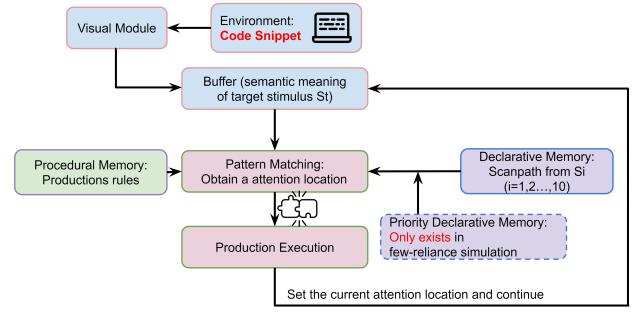 Visual Module
Environment:
Code Snippet
Buffer (semantic meaning
of target stimulus St)
Procedural Memory:
Productions rules
Pattern Matching:
Obtain a attention location
Declarative Memory:
Scanpath from Si
(i=1,2...,10)
Priority Declarative Memory:
Only exists in
few-reliance simulation
Production Execution
Set the current attention location and continue